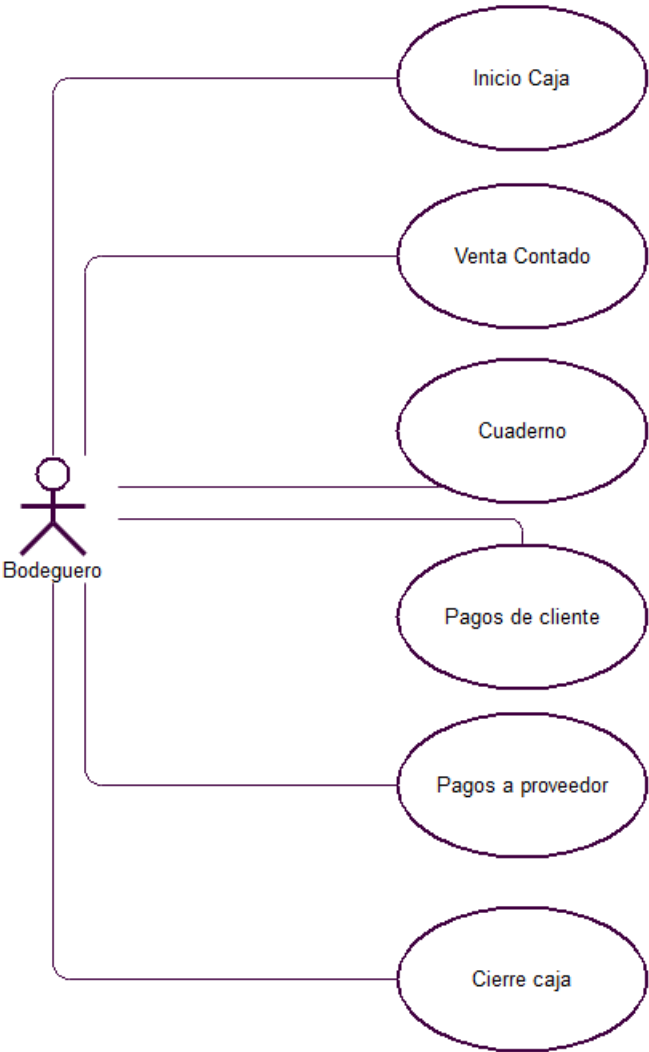 Inicio Caja
Venta Contado
Cuaderno
Bodeguero
Pagos de cliente
Pagos a proveedor
Cierre caja